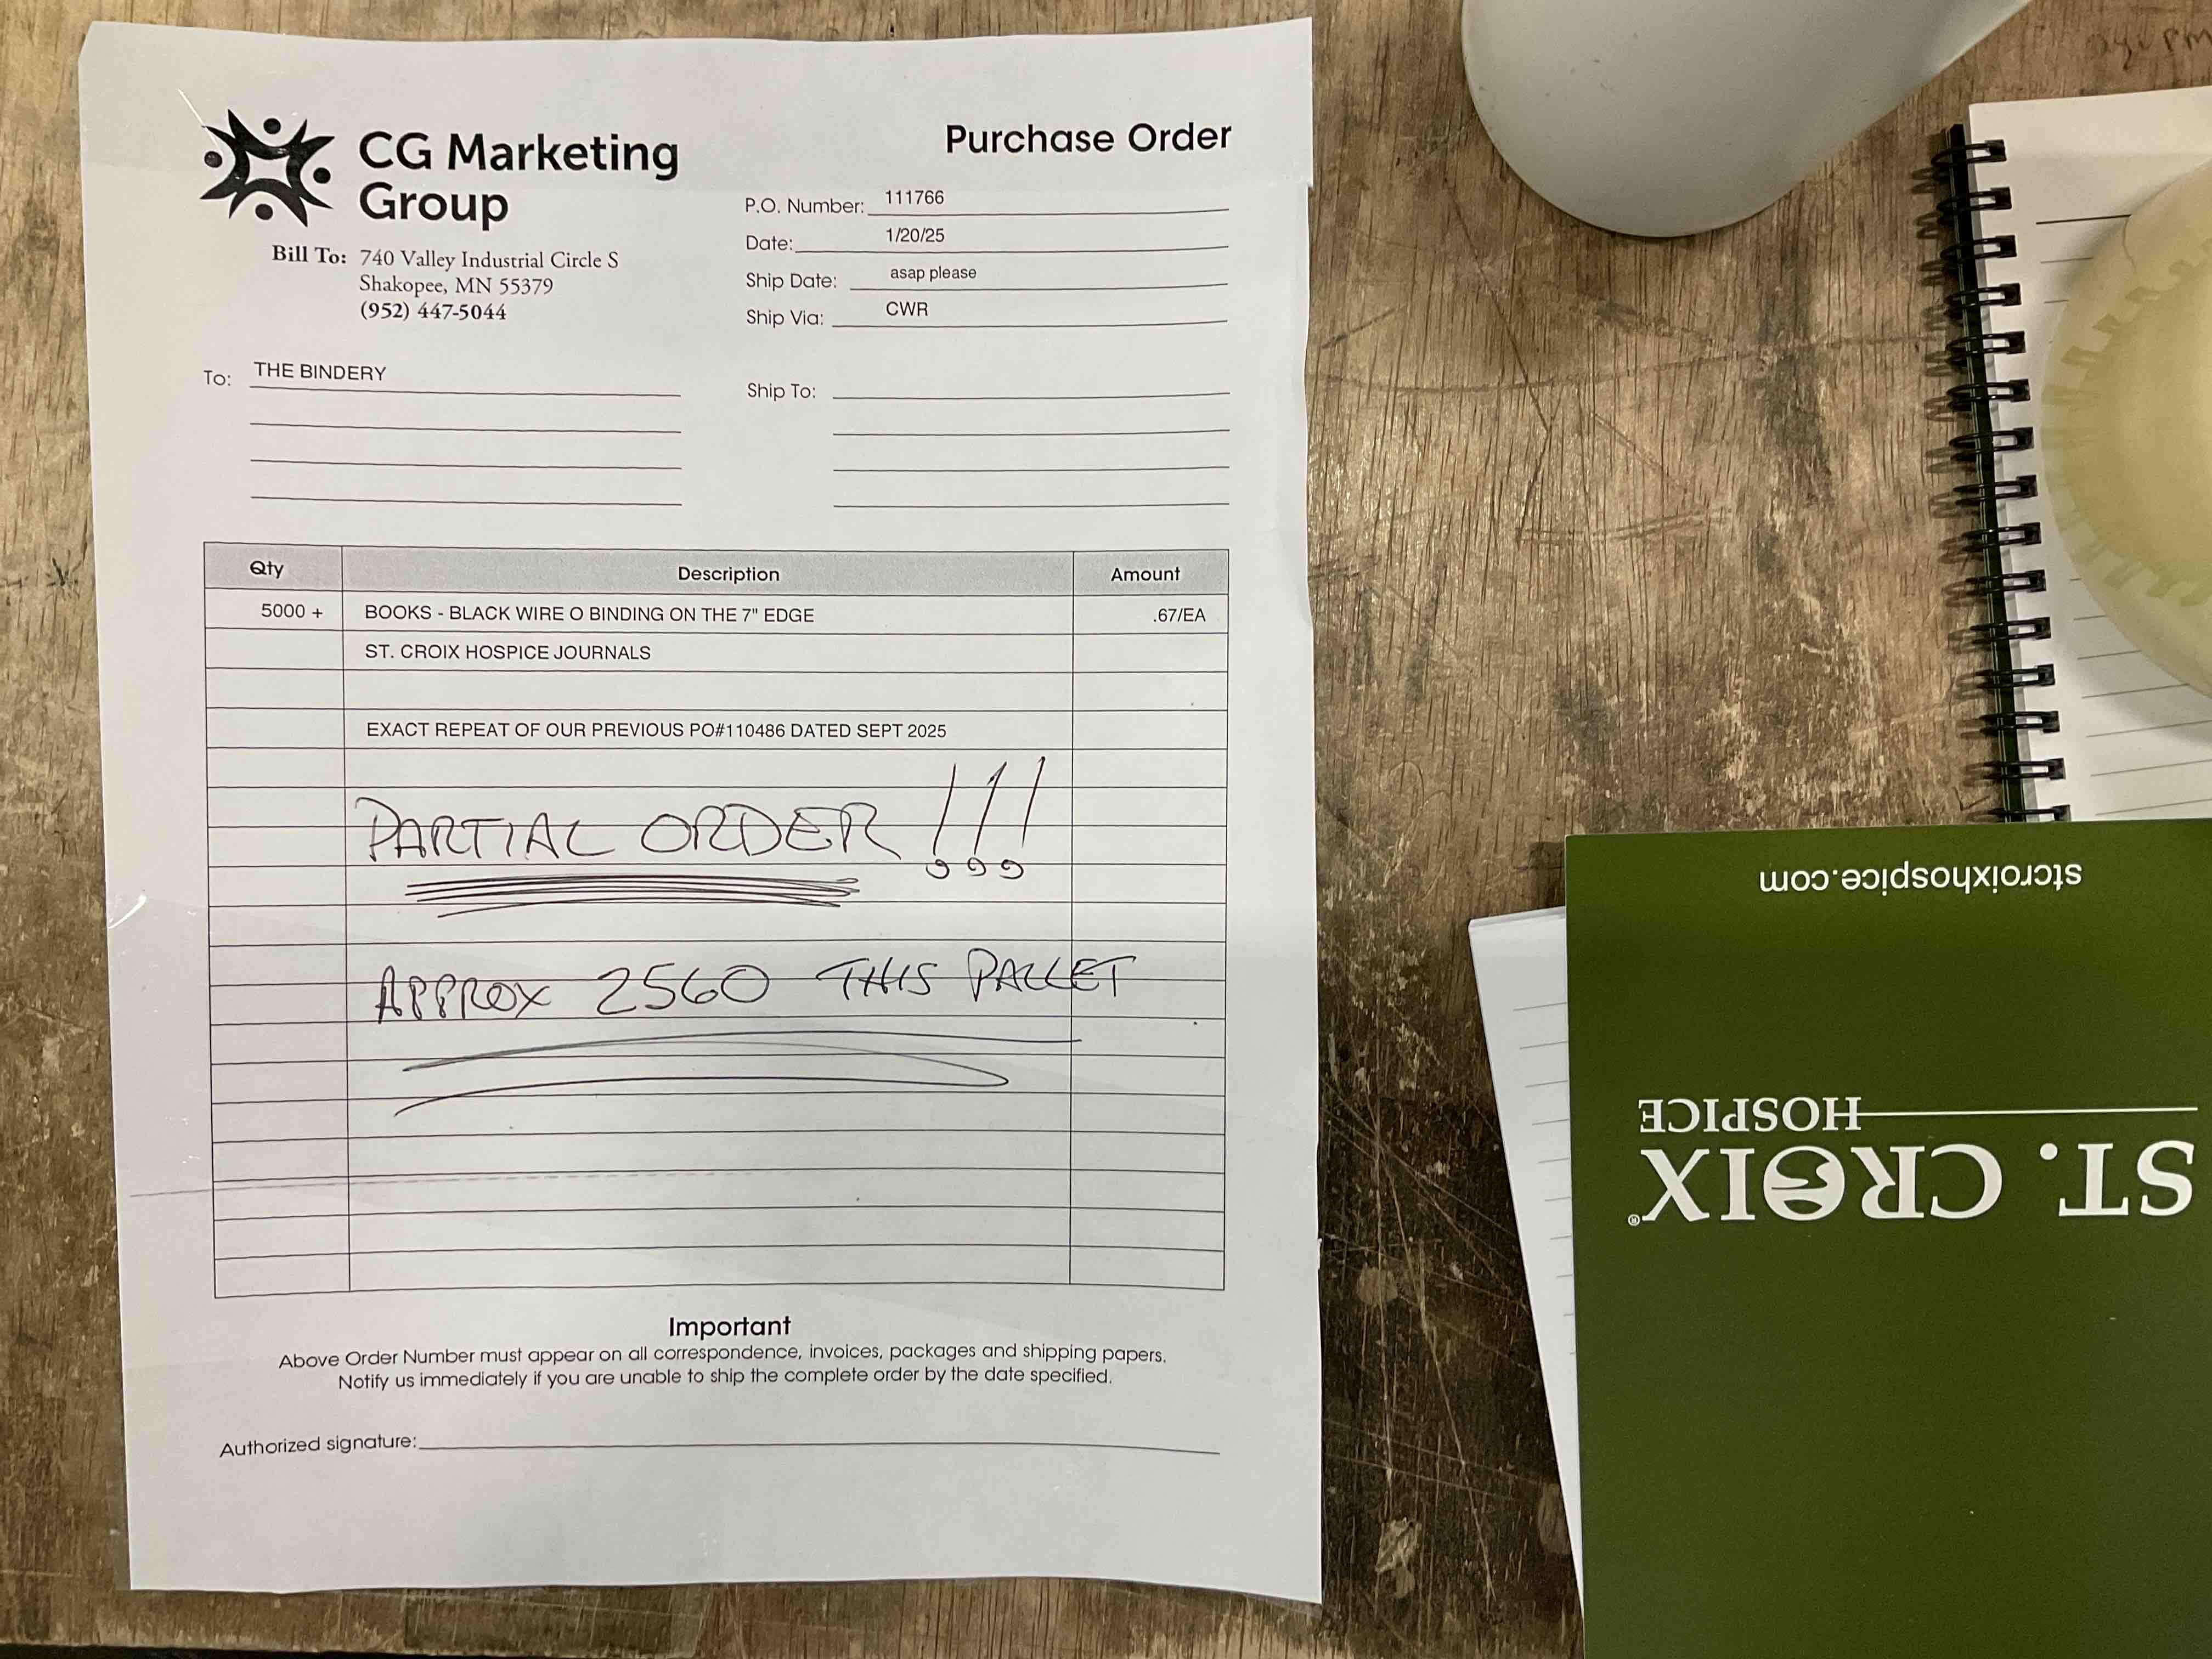 CG Marketing
Group
Purchase Order
Bill To: 740 Valley Industrial Circle S
Shakopee, MN 55379
(952) 447-5044
P.O. Number: 111766
Date: 1/20/25
Ship Date: asap please
Ship Via: CWR
To: THE BINDERY
Ship To:
Qty Description Amount
5000 + BOOKS - BLACK WIRE O BINDING ON THE 7" EDGE .67/EA
ST. CROIX HOSPICE JOURNALS
EXACT REPEAT OF OUR PREVIOUS PO#110486 DATED SEPT 2025
PARTIAL ORDER !!!
APPROX 2560 THIS PALLET
Important
Above Order Number must appear on all correspondence, invoices, packages and shipping papers.
Notify us immediately if you are unable to ship the complete order by the date specified.
Authorized signature:
ST. CROIX®
HOSPICE
stcroixhospice.com